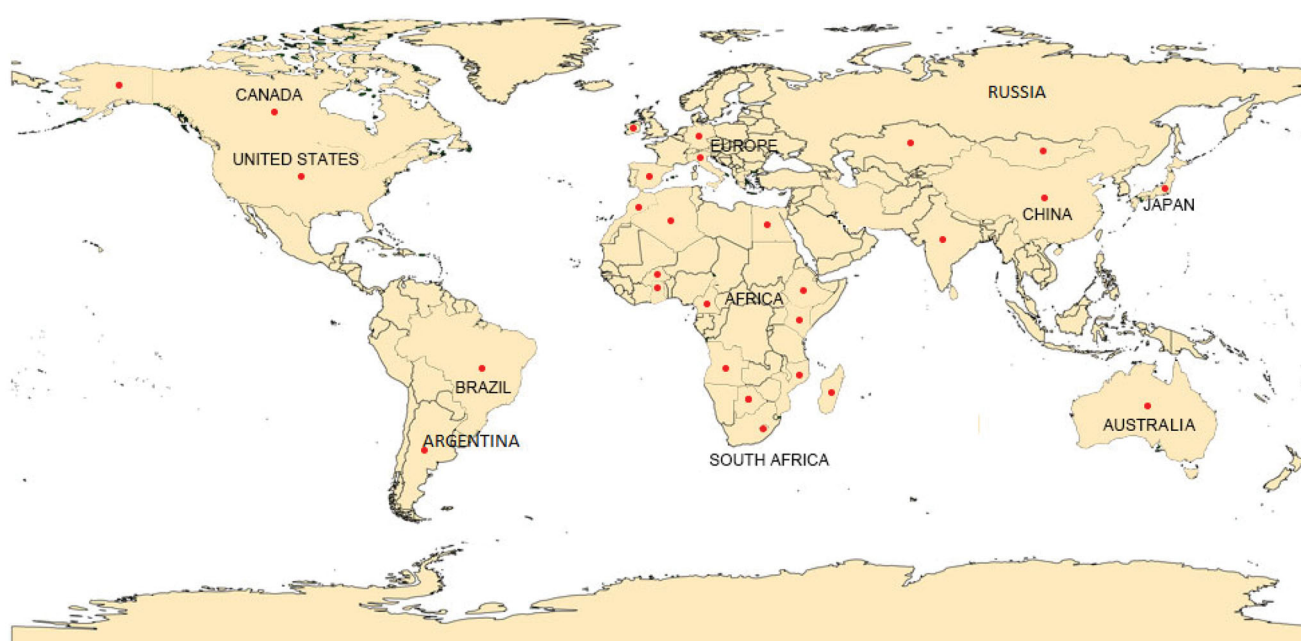 CANADA
RUSSIA
UNITED STATES
EUROPE
CHINA
JAPAN
AFRICA
BRAZIL
AUSTRALIA
ARGENTINA
SOUTH AFRICA